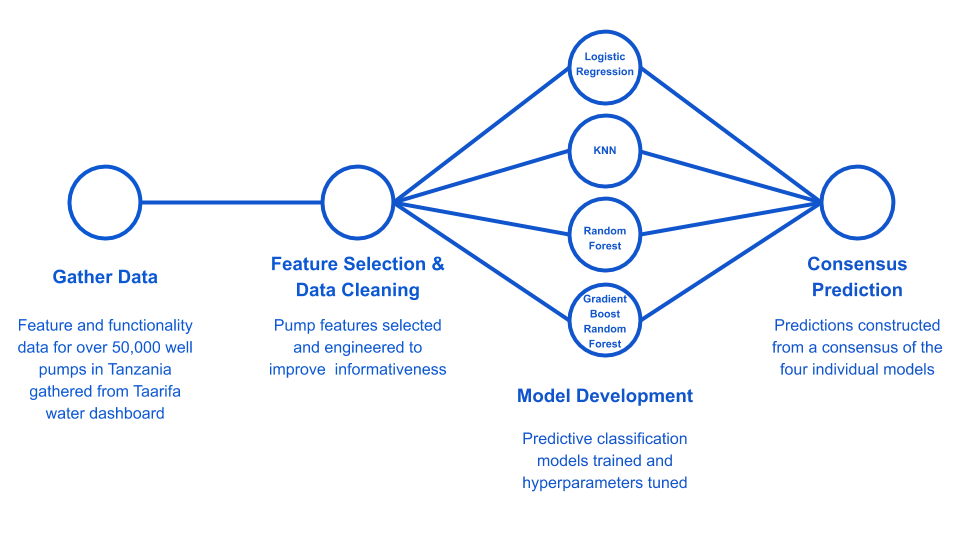 Logistic
Regression
KNN
Random
Forest
Gradient
Boost
Random
Forest
Gather Data
Feature and functionality
data for over 50,000 well
pumps in Tanzania
gathered from Taarifa
water dashboard
Feature Selection &
Data Cleaning
Pump features selected
and engineered to
improve  informativeness
Model Development
Predictive classification
models trained and
hyperparameters tuned
Consensus
Prediction
Predictions constructed
from a consensus of the
four individual models